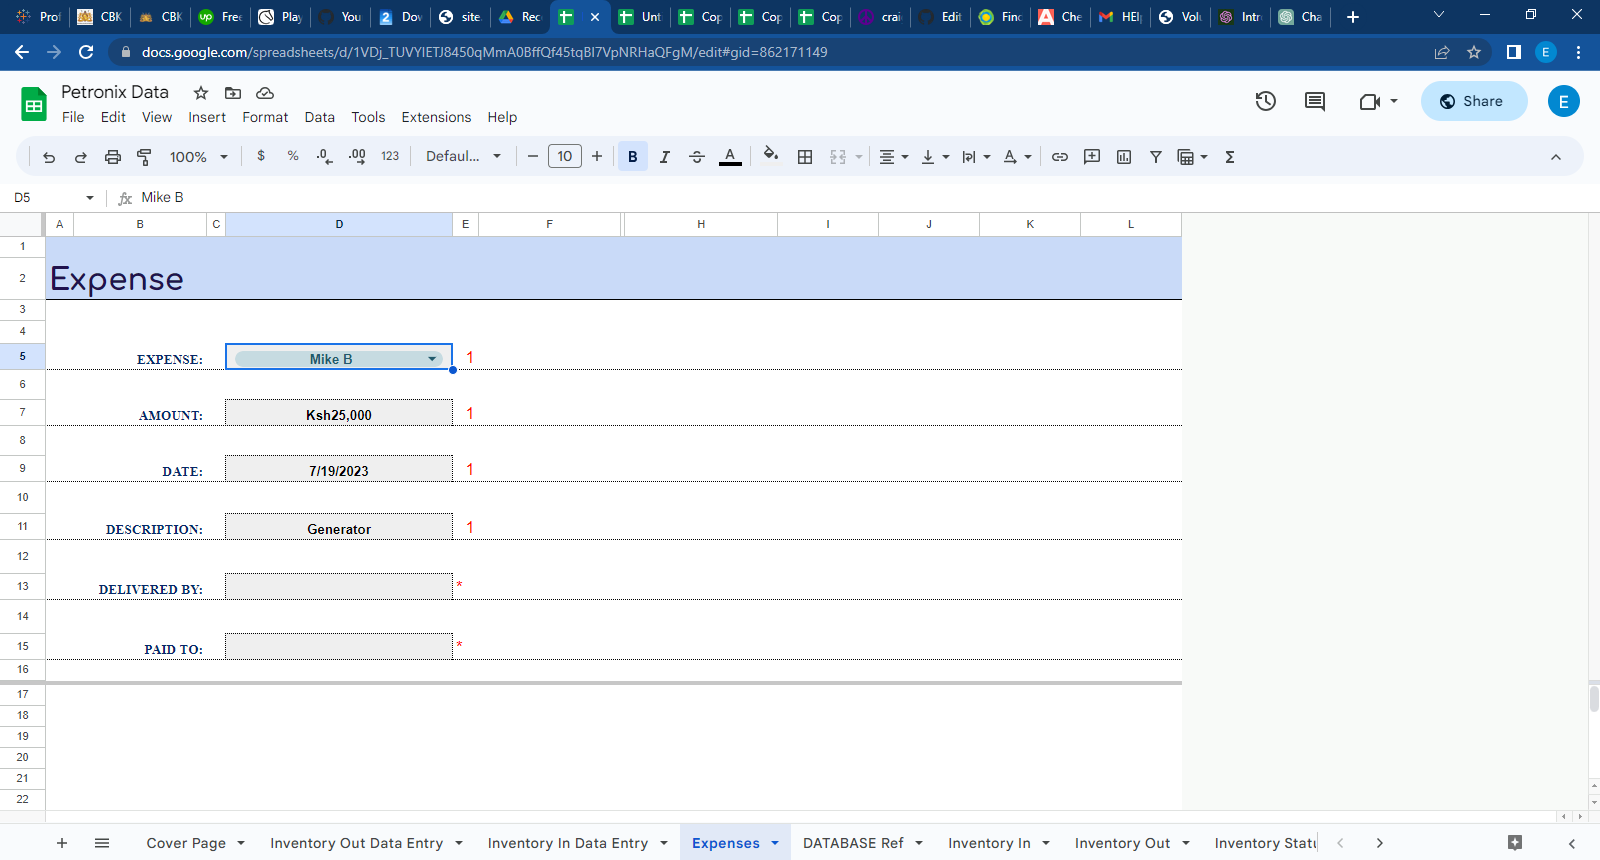 Prof CBK CBK Free Play You Dov site. Rec Unt Cop Cop Cop crai Edit Finc Che HEI Volu Intr Cha
docs.google.com/spreadsheets/d/1VDj_TUVYIETJ8450qMmA0BffQf45tqBI7VpNRHaQFgM/edit#gid=862171149 E
Petronix Data
File Edit View Insert Format Data Tools Extensions Help
Share E
100% $ % .0 .00 123 Defaul... 10 B I A
D5 fx Mike B
A B C D E F H I J K L
1
2 Expense
3
4
5 EXPENSE: Mike B 1
6
7 AMOUNT: Ksh25,000 1
8
9 DATE: 7/19/2023 1
10
11 DESCRIPTION: Generator 1
12
13 DELIVERED BY: *
14
15 PAID TO: *
16
17
18
19
20
21
22
Cover Page Inventory Out Data Entry Inventory In Data Entry Expenses DATABASE Ref Inventory In Inventory Out Inventory Statu